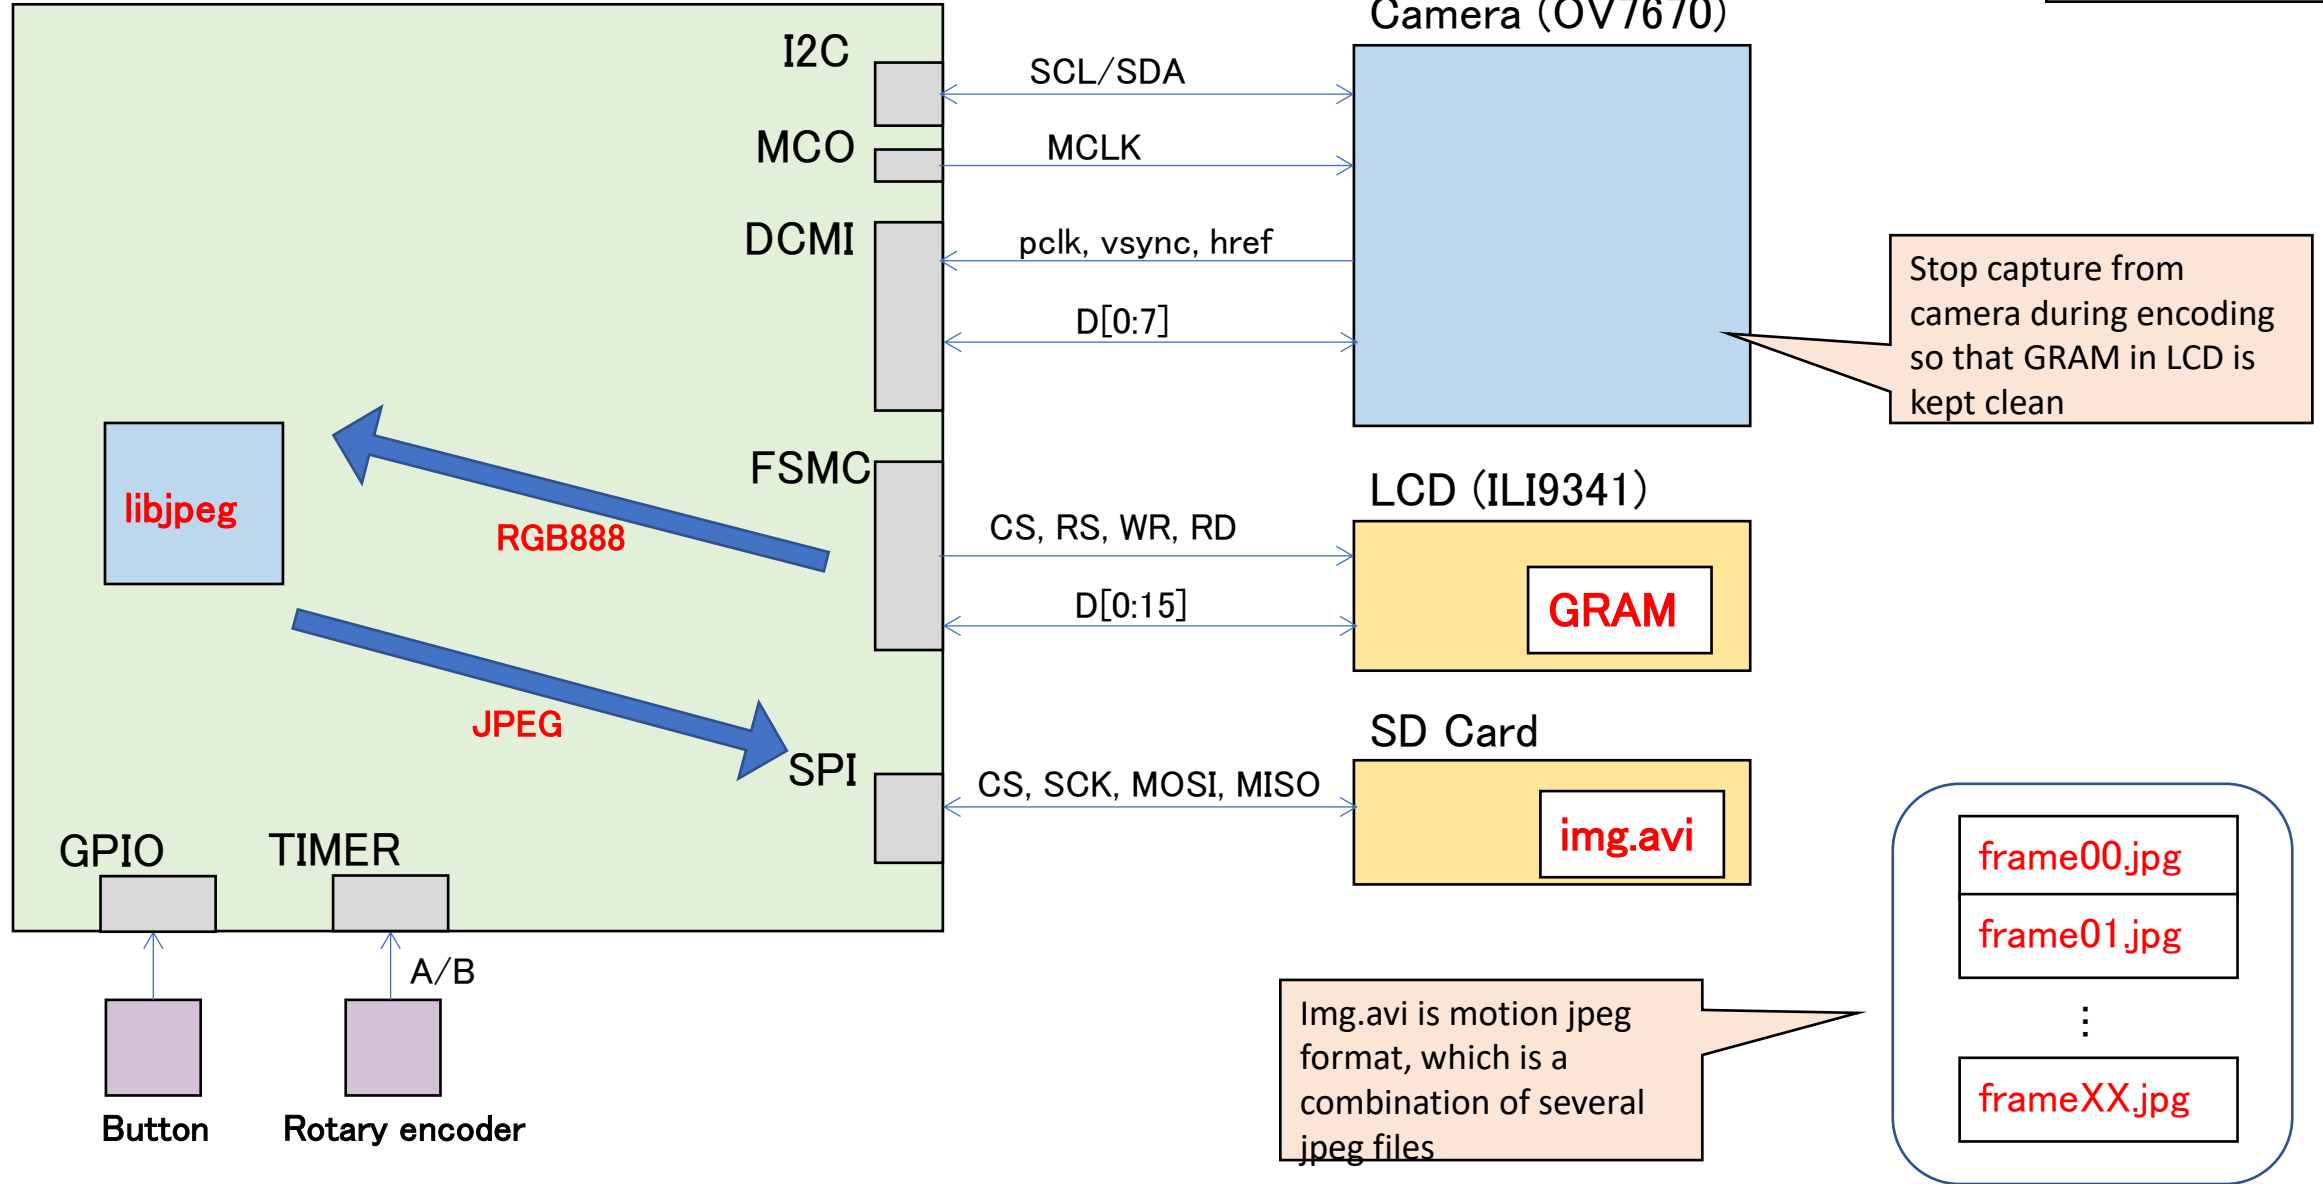 Camera (OV7670)
I2C
SCL/SDA
MCO
MCLK
DCMI
pclk, vsync, href
D[0:7]
Stop capture from
camera during encoding
so that GRAM in LCD is
kept clean
FSMC
LCD (ILI9341)
libjpeg
RGB888
CS, RS, WR, RD
D[0:15]
GRAM
JPEG
SD Card
SPI
CS, SCK, MOSI, MISO
img.avi
GPIO
TIMER
A/B
Button
Rotary encoder
frame00.jpg
frame01.jpg
⋮
frameXX.jpg
Img.avi is motion jpeg
format, which is a
combination of several
jpeg files